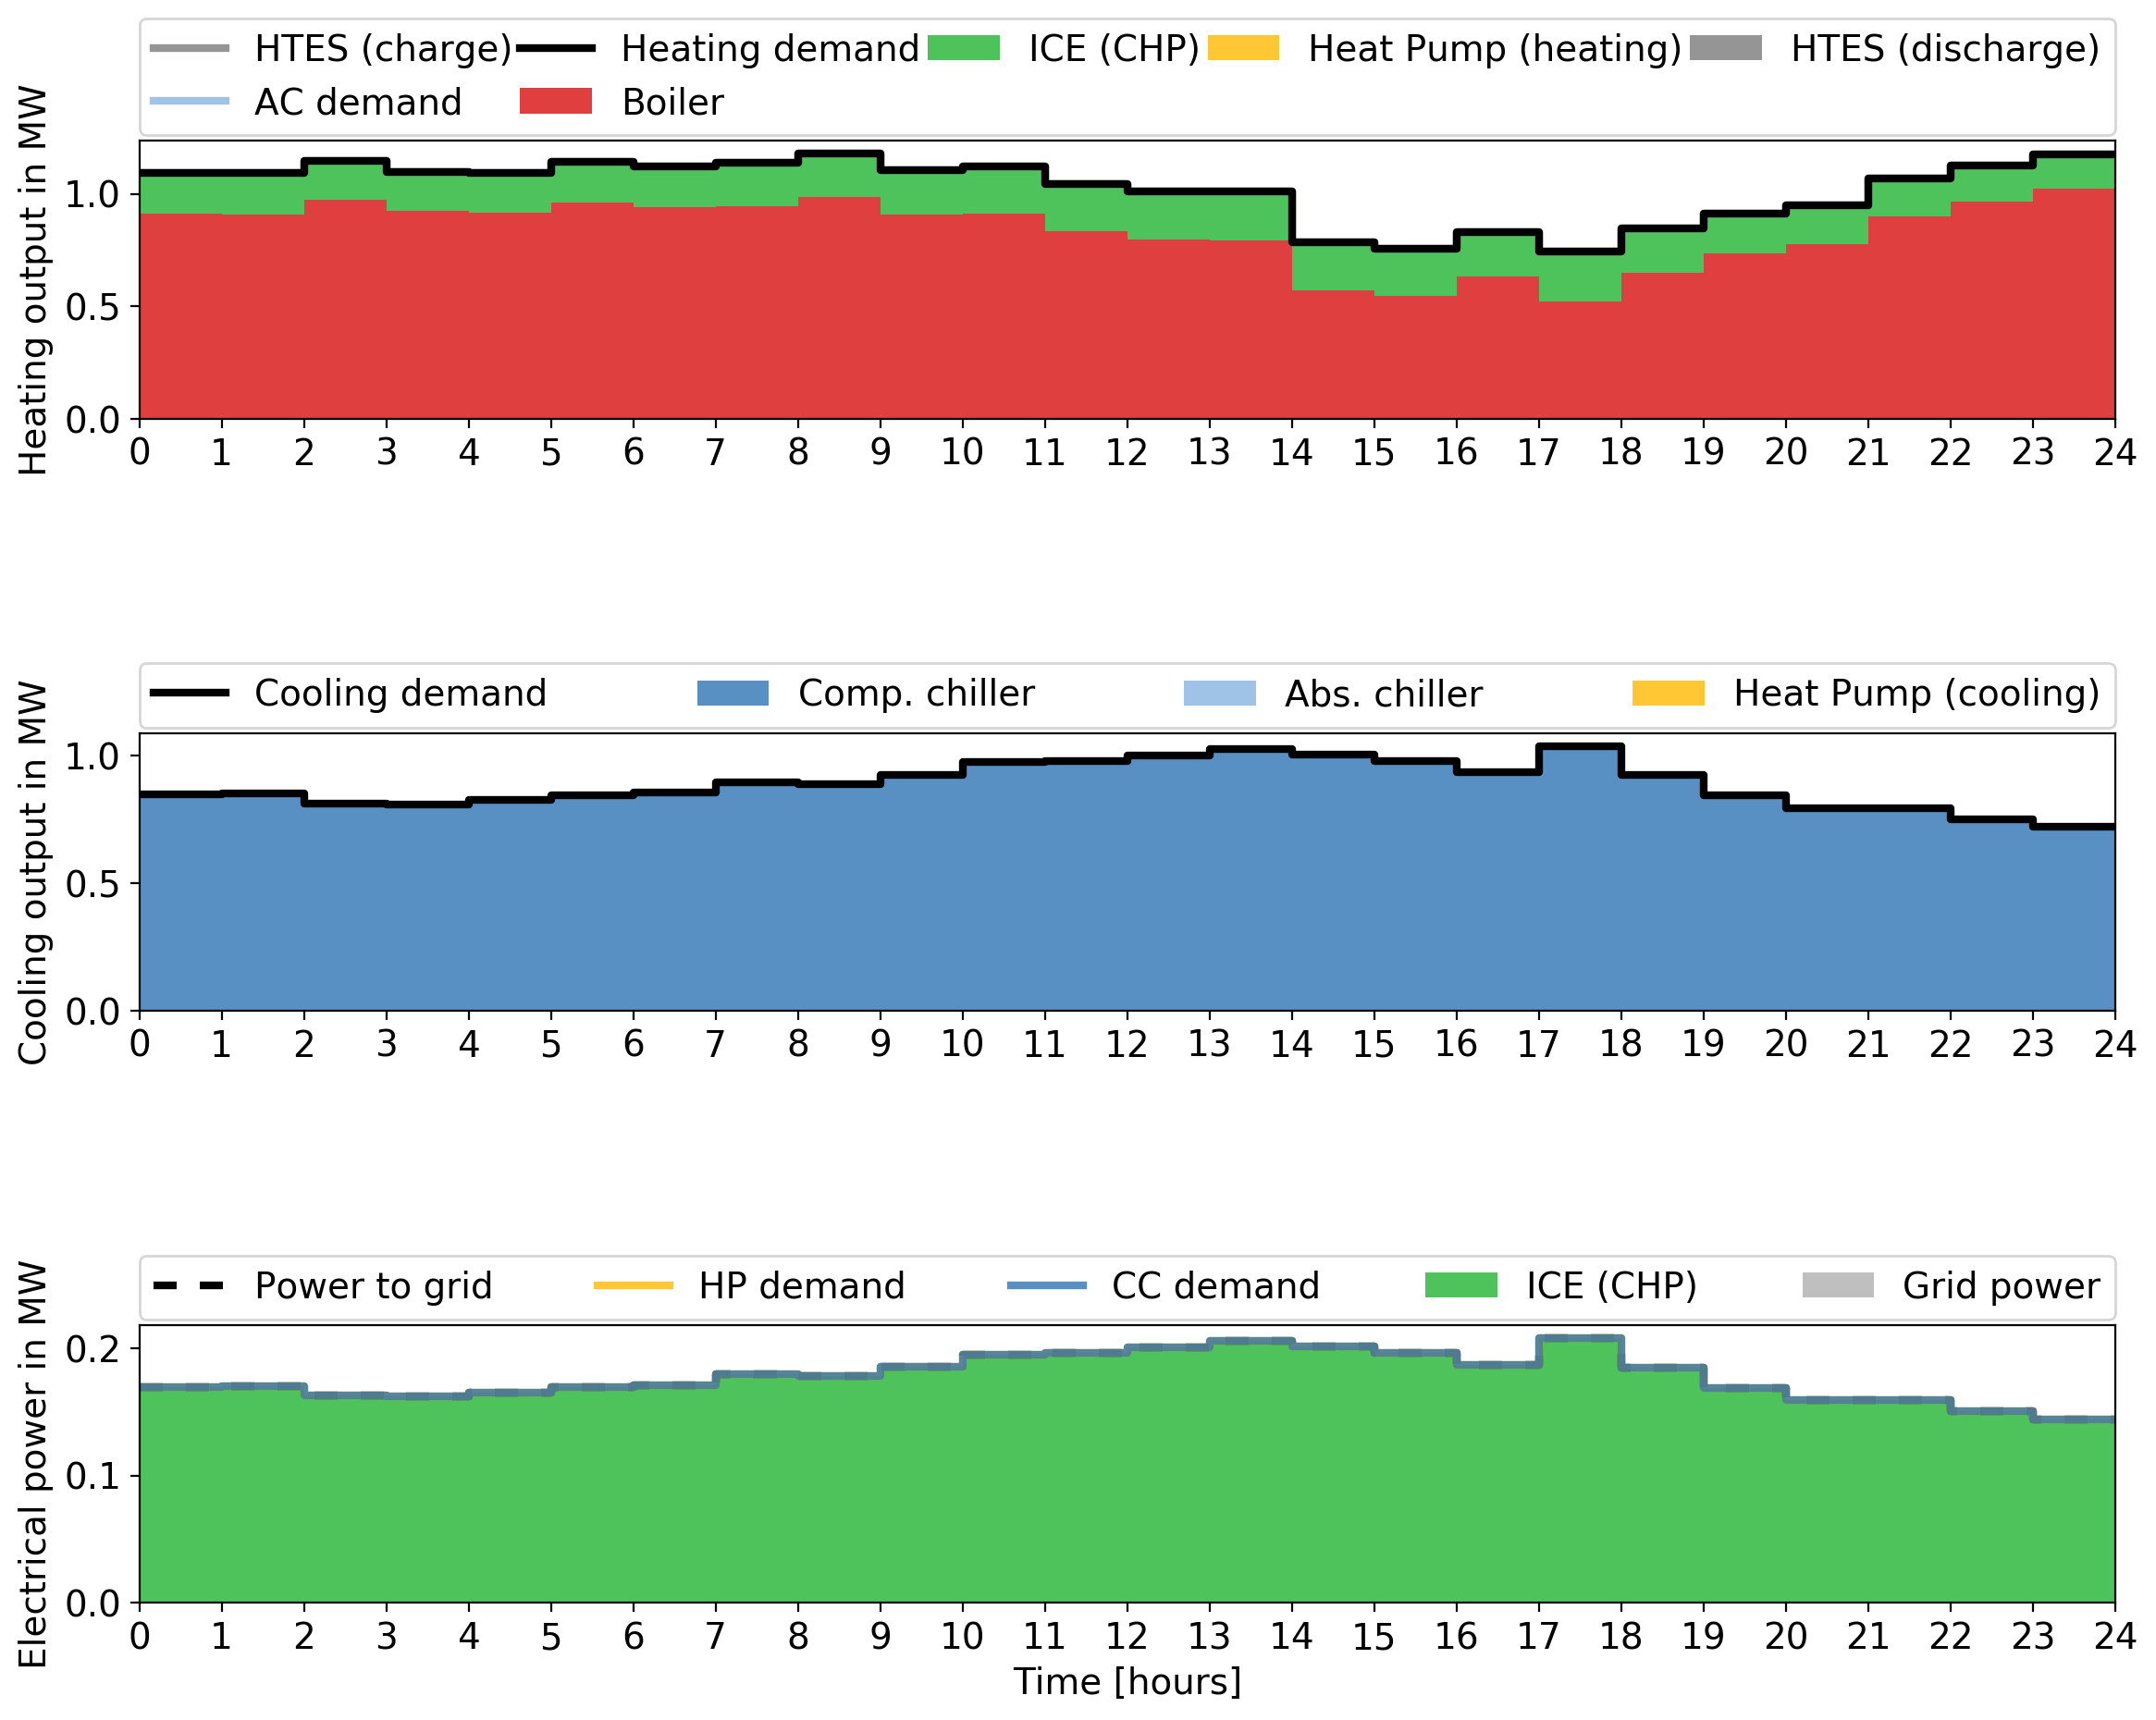 HTES (charge) Heating demand ICE (CHP) Heat Pump (heating) HTES (discharge)
AC demand Boiler
Heating output in MW
1.0
0.5
0.0
0 1 2 3 4 5 6 7 8 9 10 11 12 13 14 15 16 17 18 19 20 21 22 23 24
Cooling demand Comp. chiller Abs. chiller Heat Pump (cooling)
Cooling output in MW
1.0
0.5
0.0
0 1 2 3 4 5 6 7 8 9 10 11 12 13 14 15 16 17 18 19 20 21 22 23 24
Power to grid HP demand CC demand ICE (CHP) Grid power
Electrical power in MW
0.2
0.1
0.0
0 1 2 3 4 5 6 7 8 9 10 11 12 13 14 15 16 17 18 19 20 21 22 23 24
Time [hours]